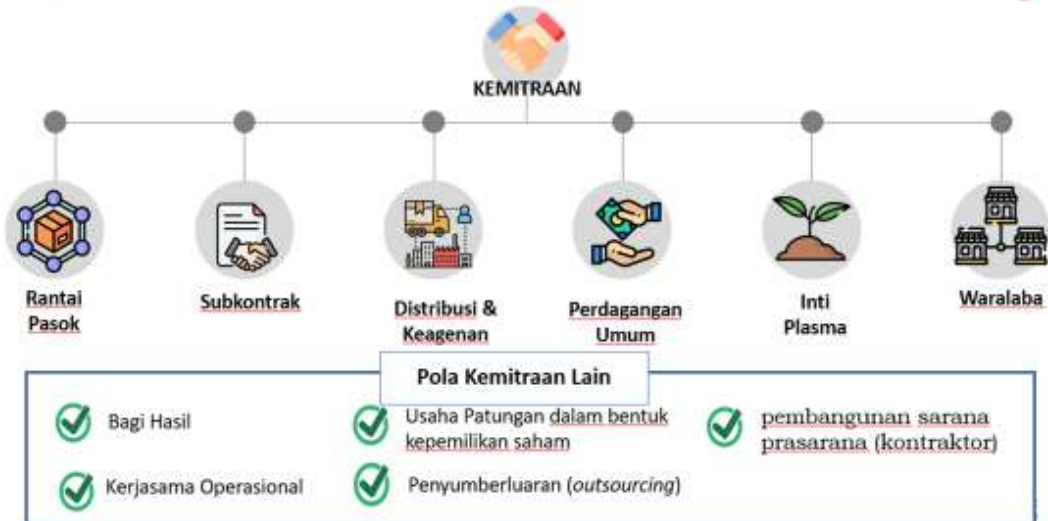 KEMITRAAN
Rantai
Pasok
Subkontrak
Distribusi &
Keagenan
Perdagangan
Umum
Inti
Plasma
Waralaba
Pola Kemitraan Lain
Bagi Hasil
Usaha Patungan dalam bentuk
kepemilikan saham
pembangunan sarana
prasarana (kontraktor)
Kerjasama Operasional
Penyumberluaran (outsourcing)